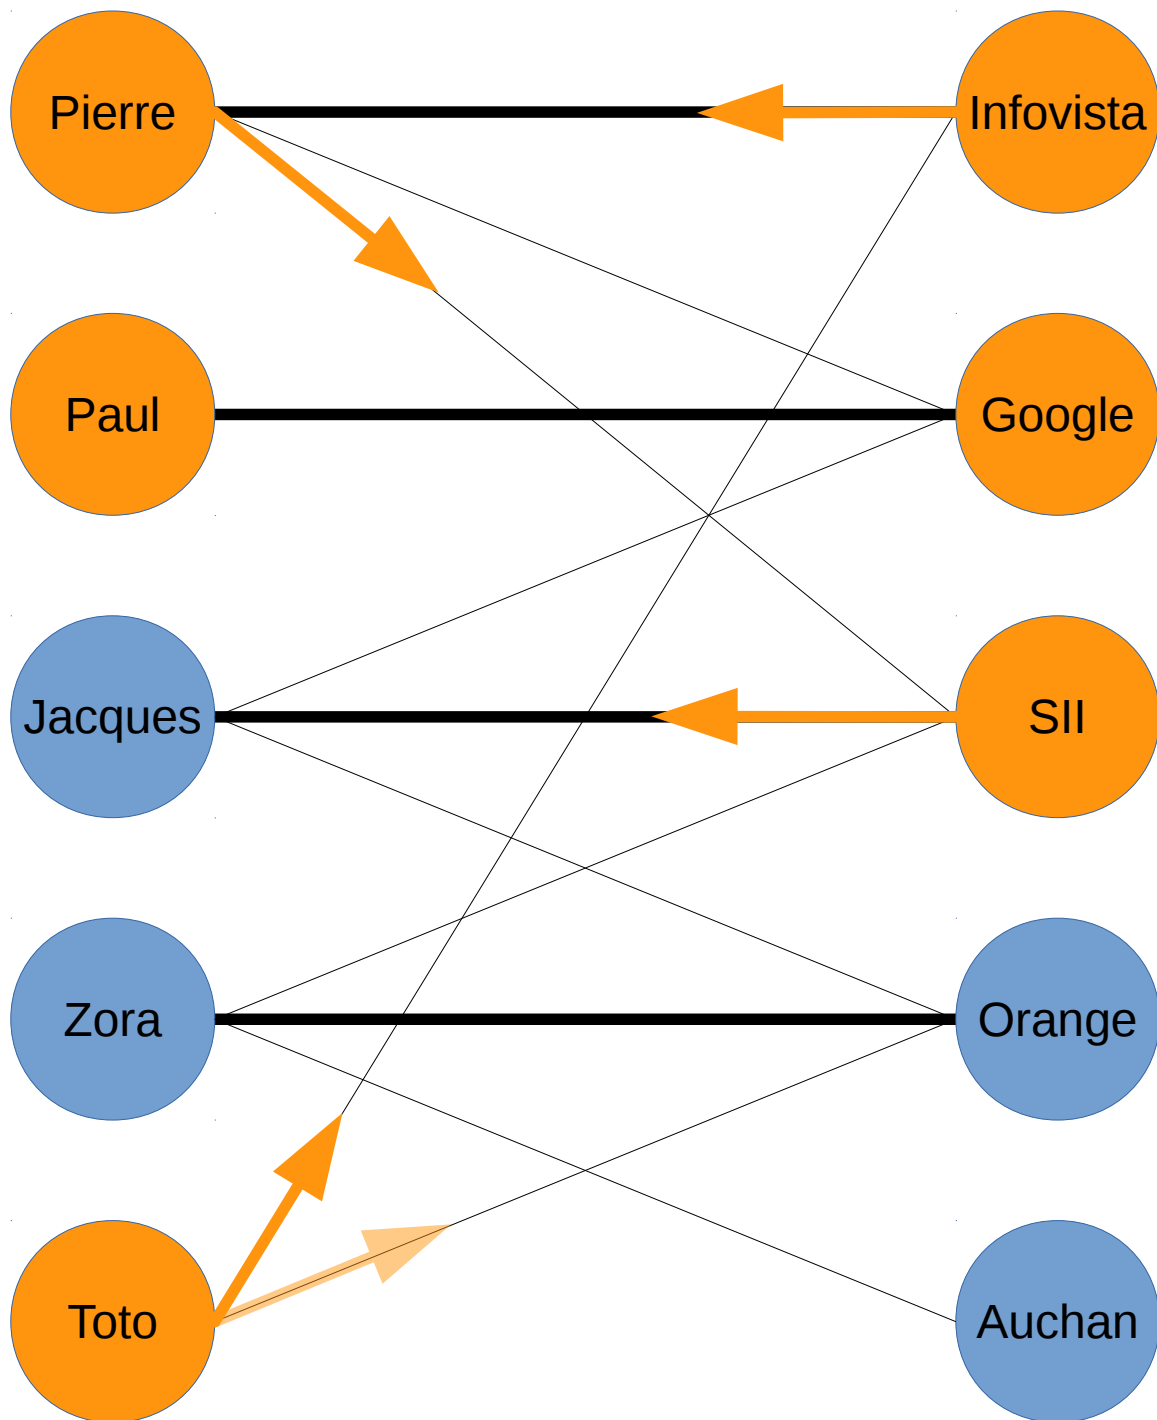 Pierre
Infovista
Paul
Google
Jacques
SII
Zora
Orange
Toto
Auchan